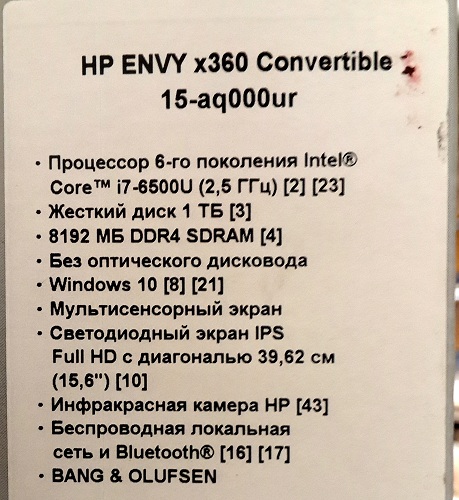 HP ENVY x360 Convertible
15-aq000ur
• Процессор 6-го поколения Intel®
Core™ i7-6500U (2,5 ГГц) [2] [23]
• Жесткий диск 1 ТБ [3]
• 8192 МБ DDR4 SDRAM [4]
• Без оптического дисковода
• Windows 10 [8] [21]
• Мультисенсорный экран
• Светодиодный экран IPS
Full HD с диагональю 39,62 см
(15,6") [10]
• Инфракрасная камера HP [43]
• Беспроводная локальная
сеть и Bluetooth® [16] [17]
• BANG & OLUFSEN